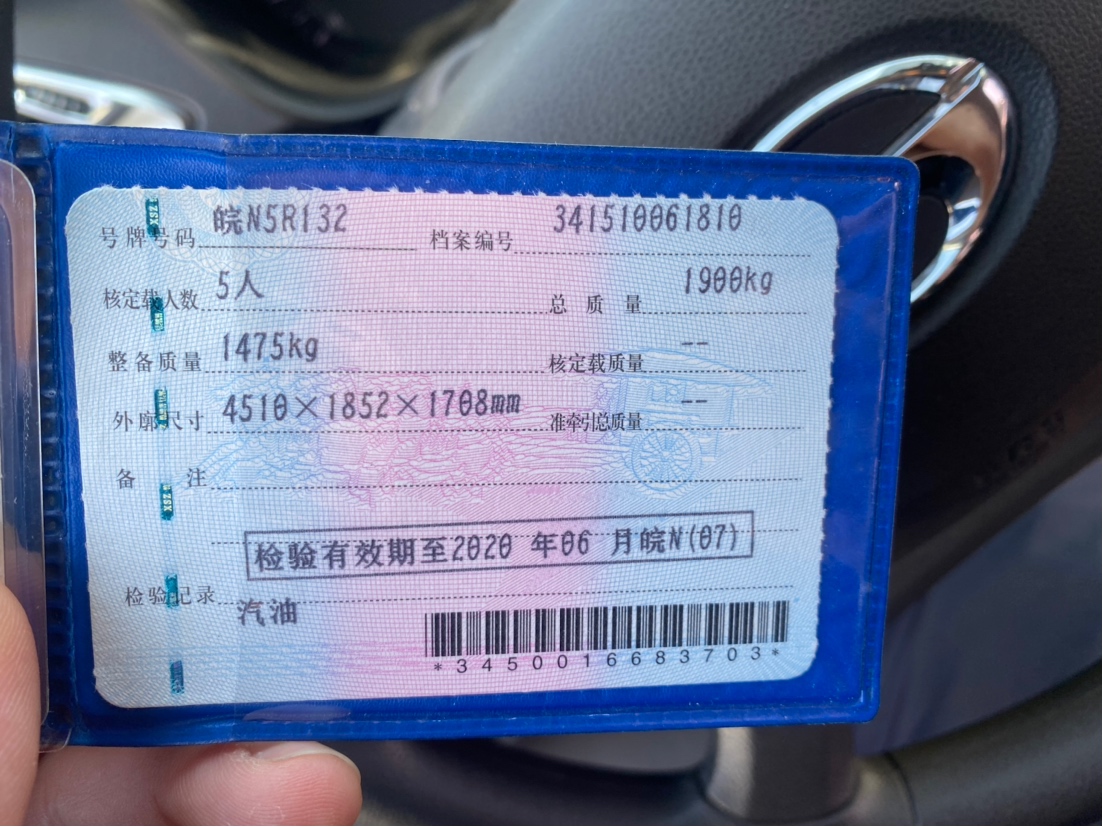 号牌号码 皖N5R132 档案编号 341510061810
核定载人数 5人 总质量 1900kg
整备质量 1475kg 核定载质量 --
外廓尺寸 4510×1852×1708mm 准牵引总质量 --
备注
检验有效期至2020 年06 月皖N(07)
检验记录 汽油
*3450016683703*